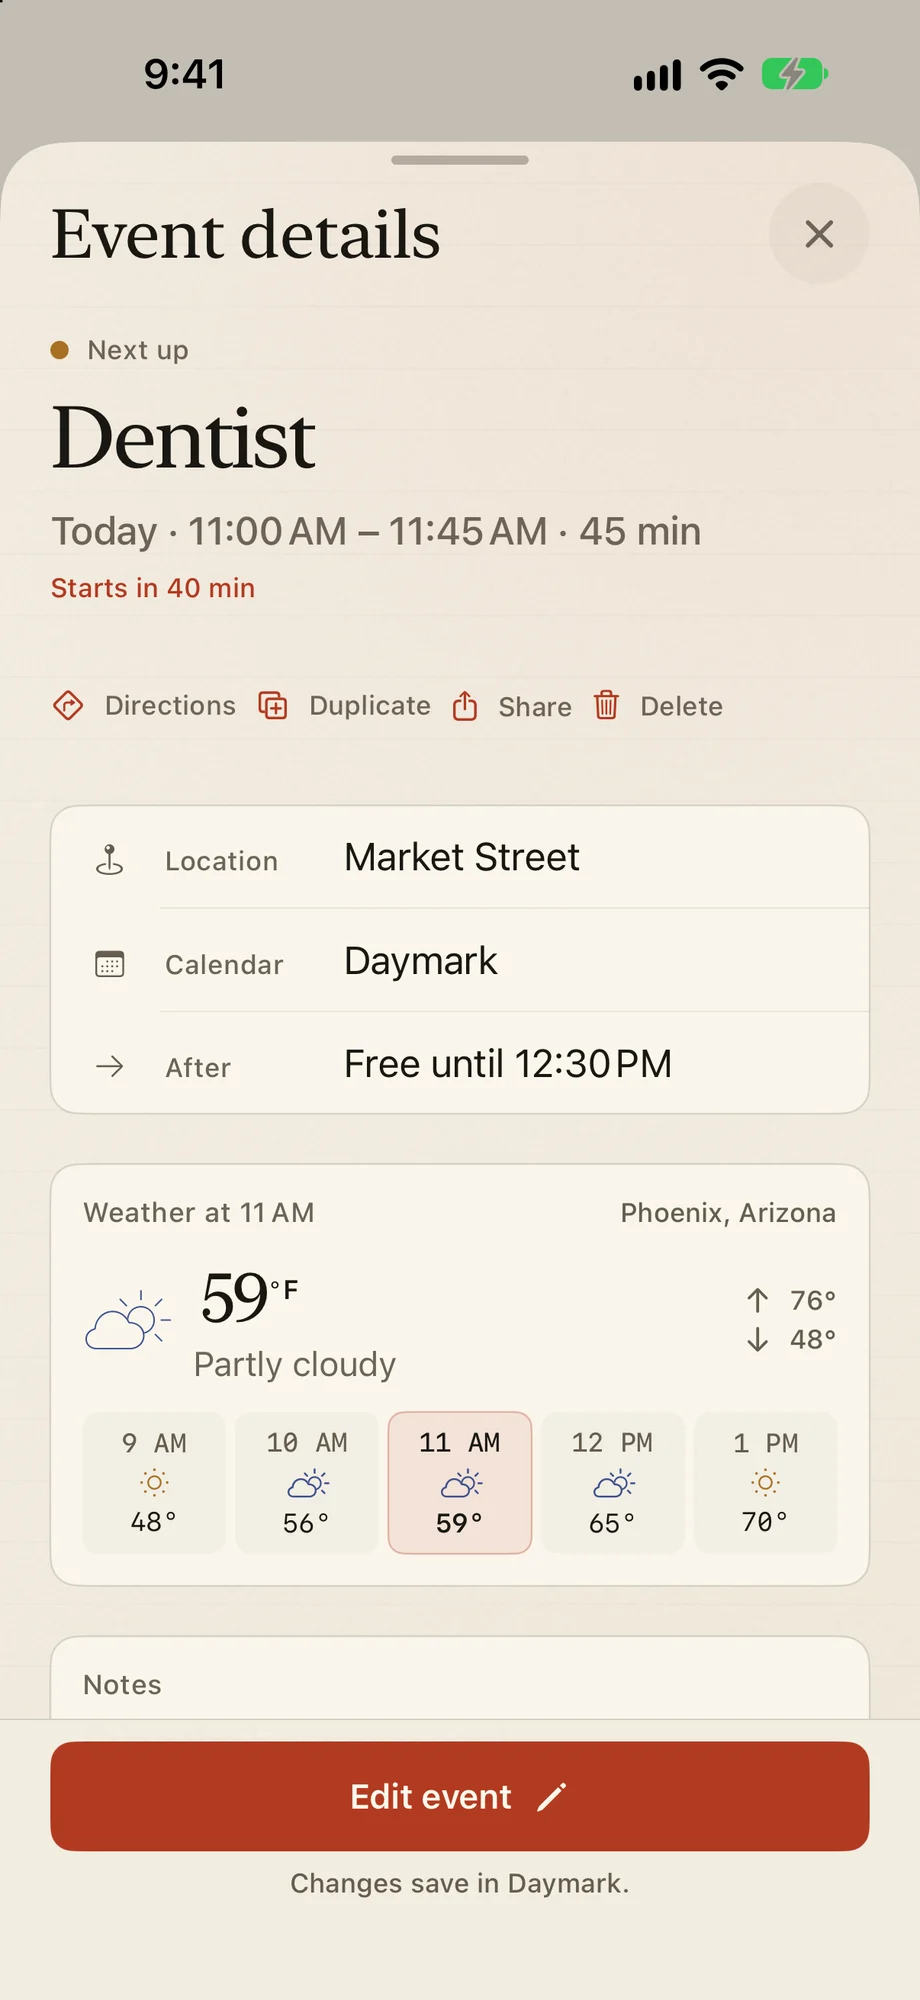 9:41
Event details
Next up
Dentist
Today · 11:00 AM – 11:45 AM · 45 min
Starts in 40 min
Directions Duplicate Share Delete
Location Market Street
Calendar Daymark
After Free until 12:30 PM
Weather at 11 AM Phoenix, Arizona
59°F
↑ 76°
Partly cloudy
↓ 48°
9 AM 10 AM 11 AM 12 PM 1 PM
48° 56° 59° 65° 70°
Notes
Edit event
Changes save in Daymark.